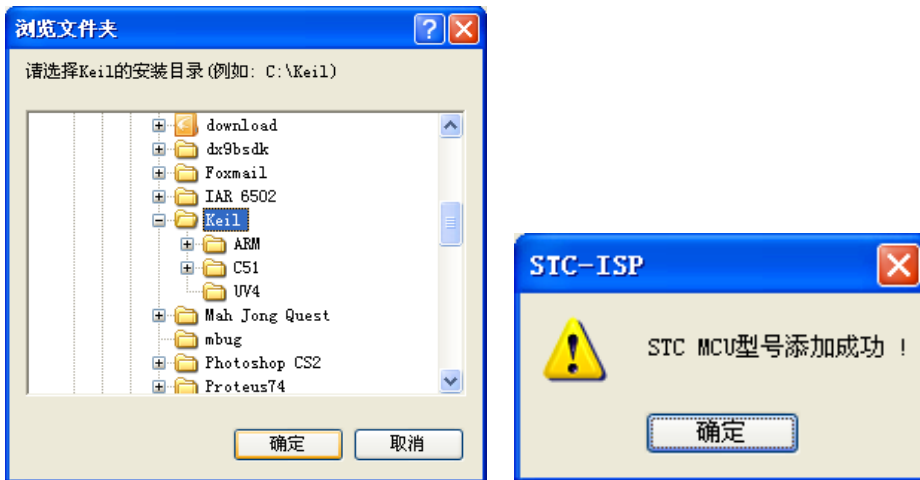 浏览文件夹
请选择Keil的安装目录(例如: C:\Keil)
download
dx9bsdk
Foxmail
IAR 6502
Keil
ARM
C51
UV4
Mah Jong Quest
mbug
Photoshop CS2
Proteus74
确定
取消
STC-ISP
STC MCU型号添加成功 !
确定